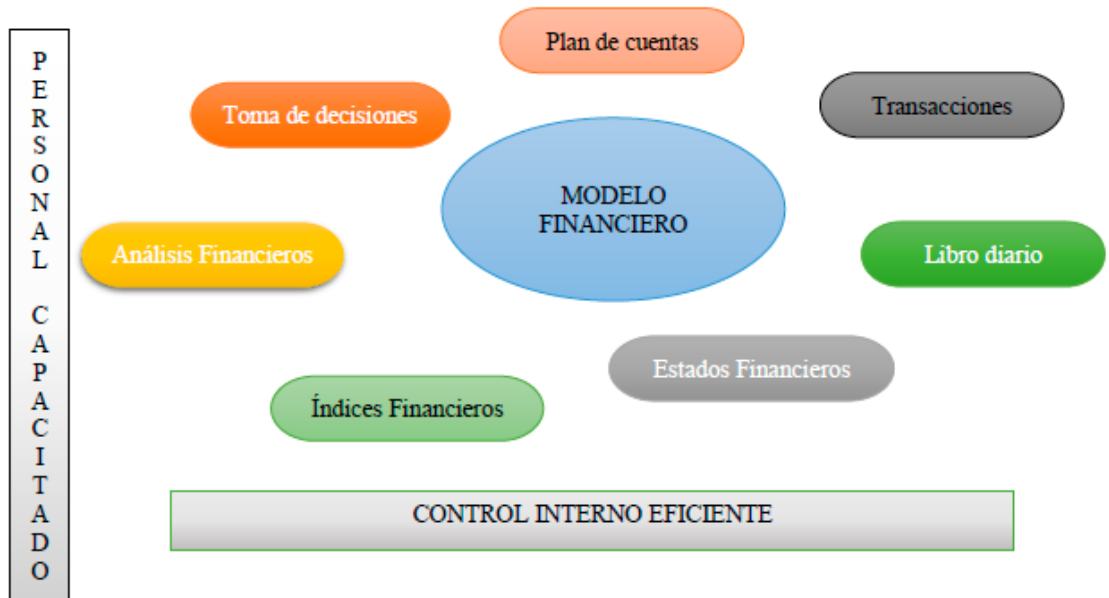 PERSONAL CAPACITADO
Plan de cuentas
Toma de decisiones
Transacciones
MODELO
FINANCIERO
Análisis Financieros
Libro diario
Estados Financieros
Índices Financieros
CONTROL INTERNO EFICIENTE